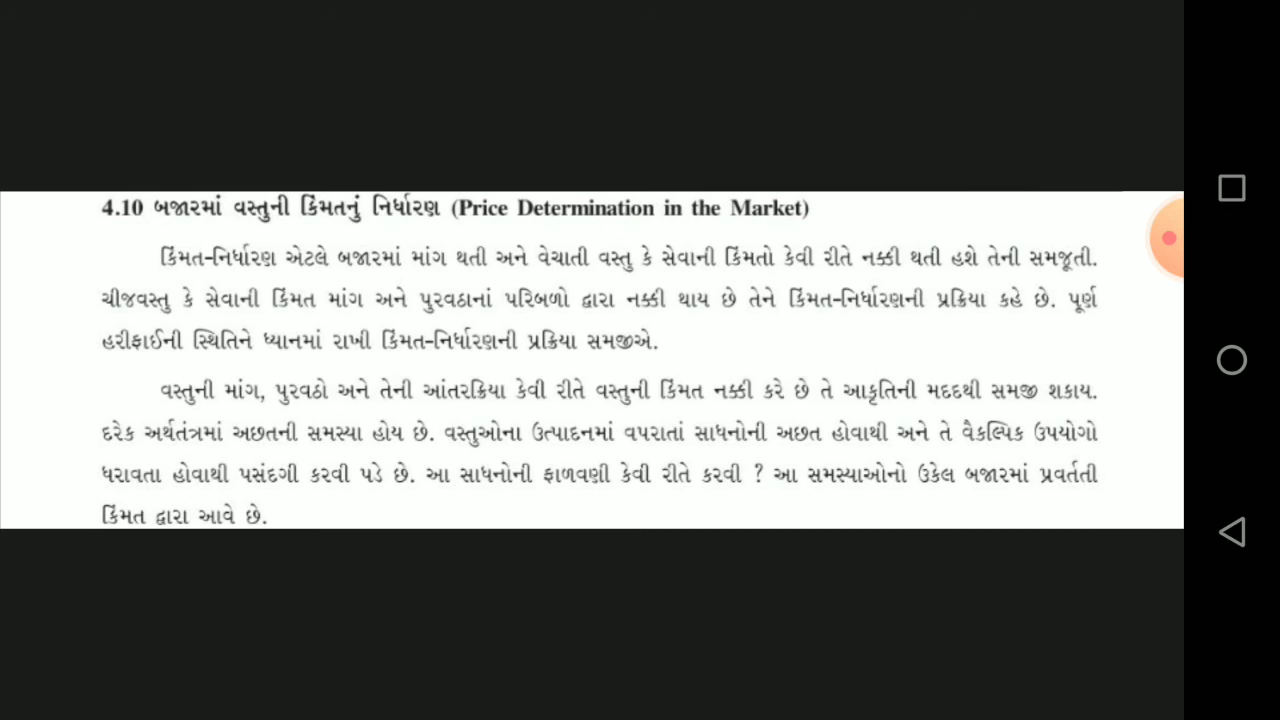 4.10 બજારમાં વસ્તુની કિંમતનું નિર્ધારણ (Price Determination in the Market)
કિંમત-નિર્ધારણ એટલે બજારમાં માંગ થતી અને વેચાતી વસ્તુ કે સેવાની કિંમતો કેવી રીતે નક્કી થતી હશે તેની સમજૂતી.
ચીજવસ્તુ કે સેવાની કિંમત માંગ અને પુરવઠાનાં પરિબળો દ્વારા નક્કી થાય છે તેને કિંમત-નિર્ધારણની પ્રક્રિયા કહે છે. પૂર્ણ
હરીફાઈની સ્થિતિને ધ્યાનમાં રાખી કિંમત-નિર્ધારણની પ્રક્રિયા સમજીએ.
વસ્તુની માંગ, પુરવઠો અને તેની આંતરક્રિયા કેવી રીતે વસ્તુની કિંમત નક્કી કરે છે તે આકૃતિની મદદથી સમજી શકાય.
દરેક અર્થતંત્રમાં અછતની સમસ્યા હોય છે. વસ્તુઓના ઉત્પાદનમાં વપરાતાં સાધનોની અછત હોવાથી અને તે વૈકલ્પિક ઉપયોગો
ધરાવતા હોવાથી પસંદગી કરવી પડે છે. આ સાધનોની ફાળવણી કેવી રીતે કરવી ? આ સમસ્યાઓનો ઉકેલ બજારમાં પ્રવર્તતી
કિંમત દ્વારા આવે છે.